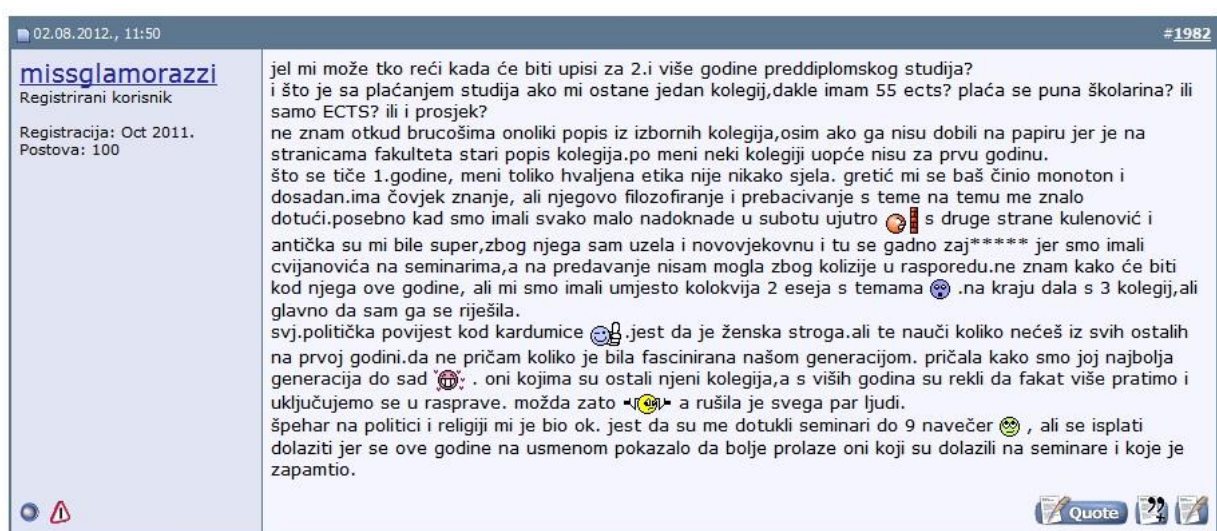 02.08.2012., 11:50
#1982
missglamorazzi
Registrirani korisnik
Registracija: Oct 2011.
Postova: 100
jel mi može tko reći kada će biti upisi za 2.i više godine preddiplomskog studija?
i što je sa plaćanjem studija ako mi ostane jedan kolegij,dakle imam 55 ects? plaća se puna školarina? ili
samo ECTS? ili i prosjek?
ne znam otkud brucošima onoliki popis iz izbornih kolegija,osim ako ga nisu dobili na papiru jer je na
stranicama fakulteta stari popis kolegija.po meni neki kolegiji uopće nisu za prvu godinu.
što se tiče 1.godine, meni toliko hvaljena etika nije nikako sjela. gretić mi se baš činio monoton i
dosadan.ima čovjek znanje, ali njegovo filozofiranje i prebacivanje s teme na temu me znalo
dotući.posebno kad smo imali svako malo nadoknade u subotu ujutro s druge strane kulenović i
antička su mi bile super,zbog njega sam uzela i novovjekovnu i tu se gadno zaj***** jer smo imali
cvijanovića na seminarima,a na predavanje nisam mogla zbog kolizije u rasporedu.ne znam kako će biti
kod njega ove godine, ali mi smo imali umjesto kolokvija 2 eseja s temama .na kraju dala s 3 kolegij,ali
glavno da sam ga se riješila.
svj.politička povijest kod kardumice .jest da je ženska stroga.ali te nauči koliko nećeš iz svih ostalih
na prvoj godini.da ne pričam koliko je bila fascinirana našom generacijom. pričala kako smo joj najbolja
generacija do sad . oni kojima su ostali njeni kolegija,a s viših godina su rekli da fakat više pratimo i
uključujemo se u rasprave. možda zato a rušila je svega par ljudi.
špehar na politici i religiji mi je bio ok. jest da su me dotukli seminari do 9 navečer , ali se isplati
dolaziti jer se ove godine na usmenom pokazalo da bolje prolaze oni koji su dolazili na seminare i koje je
zapamtio.
Quote